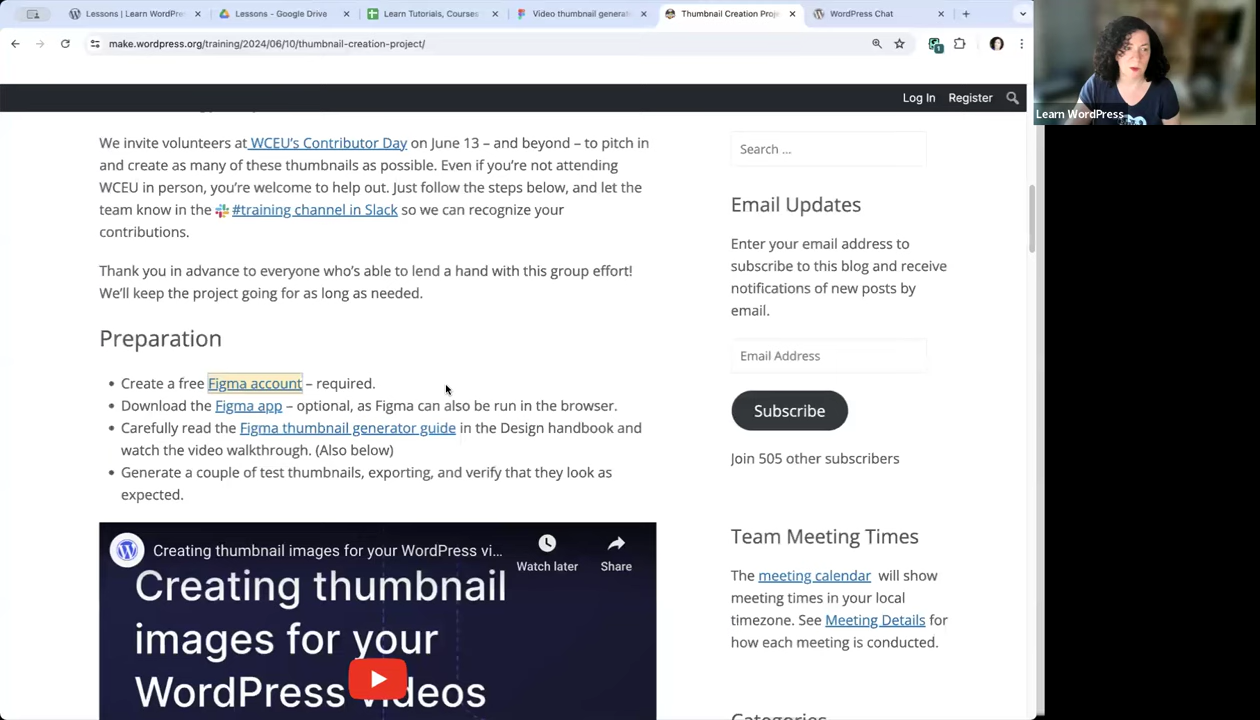 Lessons | Learn WordPre
Lessons - Google Drive
Learn Tutorials, Courses
Video thumbnail generat
Thumbnail Creation Proje
WordPress Chat
make.wordpress.org/training/2024/06/10/thumbnail-creation-project/
1
Learn WordPress
Log In Register
We invite volunteers at WCEU's Contributor Day on June 13 – and beyond – to pitch in
and create as many of these thumbnails as possible. Even if you're not attending
WCEU in person, you're welcome to help out. Just follow the steps below, and let the
team know in the #training channel in Slack so we can recognize your
contributions.
Thank you in advance to everyone who's able to lend a hand with this group effort!
We'll keep the project going for as long as needed.
Preparation
• Create a free Figma account – required.
• Download the Figma app – optional, as Figma can also be run in the browser.
• Carefully read the Figma thumbnail generator guide in the Design handbook and
watch the video walkthrough. (Also below)
• Generate a couple of test thumbnails, exporting, and verify that they look as
expected.
Creating thumbnail images for your WordPress vi...
Watch later
Share
Creating thumbnail
images for your
WordPress videos
Search ...
Email Updates
Enter your email address to
subscribe to this blog and receive
notifications of new posts by
email.
Email Address
Subscribe
Join 505 other subscribers
Team Meeting Times
The meeting calendar will show
meeting times in your local
timezone. See Meeting Details for
how each meeting is conducted.
Categories